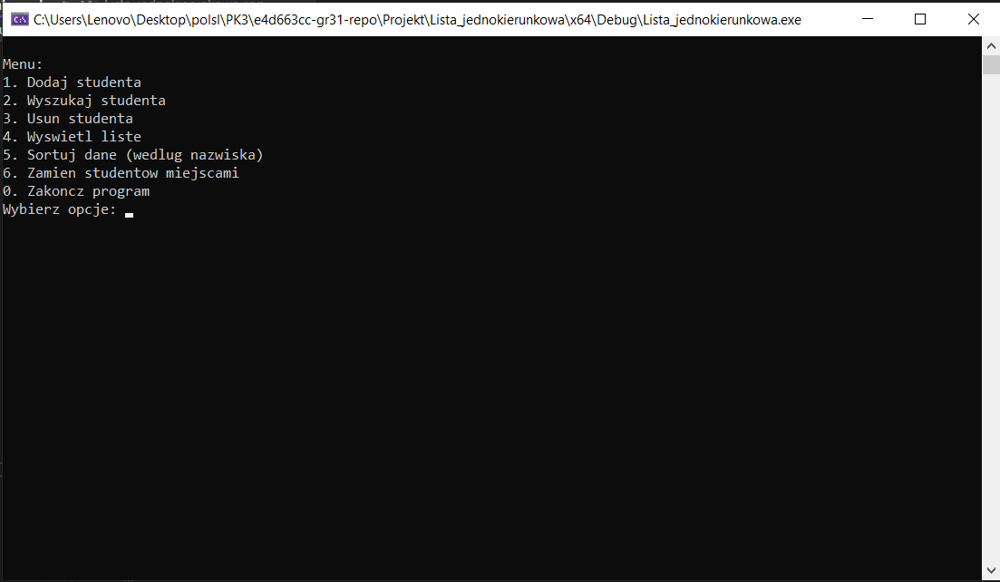 C:\Users\Lenovo\Desktop\polsl\PK3\e4d663cc-gr31-repo\Projekt\Lista_jednokierunkowa\x64\Debug\Lista_jednokierunkowa.exe
Menu:
1. Dodaj studenta
2. Wyszukaj studenta
3. Usun studenta
4. Wyswietl liste
5. Sortuj dane (wedlug nazwiska)
6. Zamien studentow miejscami
0. Zakoncz program
Wybierz opcje: